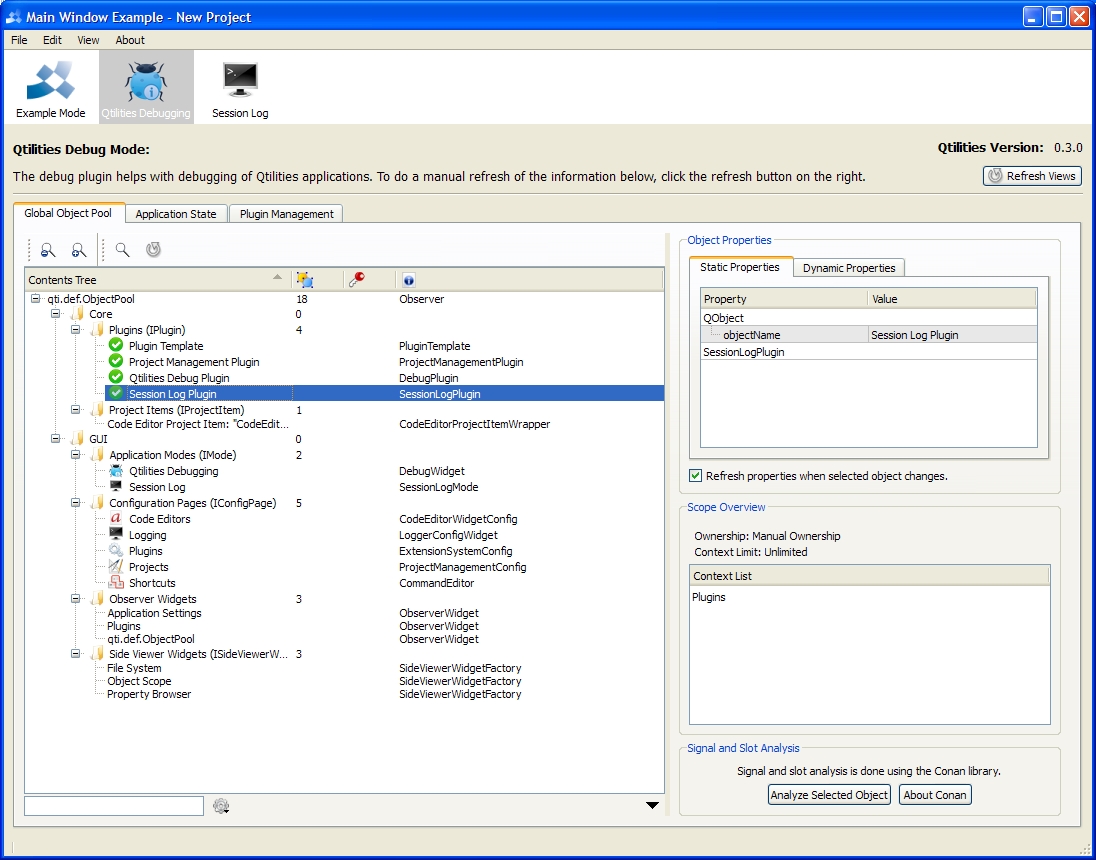 Main Window Example - New Project
File Edit View About
Example Mode Qtilities Debugging Session Log
Qtilities Debug Mode: Qtilities Version: 0.3.0
The debug plugin helps with debugging of Qtilities applications. To do a manual refresh of the information below, click the refresh button on the right. Refresh Views
Global Object Pool Application State Plugin Management
Contents Tree
qti.def.ObjectPool 18 Observer
Core 0
Plugins (IPlugin) 4
Plugin Template PluginTemplate
Project Management Plugin ProjectManagementPlugin
Qtilities Debug Plugin DebugPlugin
Session Log Plugin SessionLogPlugin
Project Items (IProjectItem) 1
Code Editor Project Item: "CodeEdit... CodeEditorProjectItemWrapper
GUI 0
Application Modes (IMode) 2
Qtilities Debugging DebugWidget
Session Log SessionLogMode
Configuration Pages (IConfigPage) 5
Code Editors CodeEditorWidgetConfig
Logging LoggerConfigWidget
Plugins ExtensionSystemConfig
Projects ProjectManagementConfig
Shortcuts CommandEditor
Observer Widgets 3
Application Settings ObserverWidget
Plugins ObserverWidget
qti.def.ObjectPool ObserverWidget
Side Viewer Widgets (ISideViewerW... 3
File System SideViewerWidgetFactory
Object Scope SideViewerWidgetFactory
Property Browser SideViewerWidgetFactory
Object Properties
Static Properties Dynamic Properties
Property Value
QObject
objectName Session Log Plugin
SessionLogPlugin
Refresh properties when selected object changes.
Scope Overview
Ownership: Manual Ownership
Context Limit: Unlimited
Context List
Plugins
Signal and Slot Analysis
Signal and slot analysis is done using the Conan library.
Analyze Selected Object About Conan